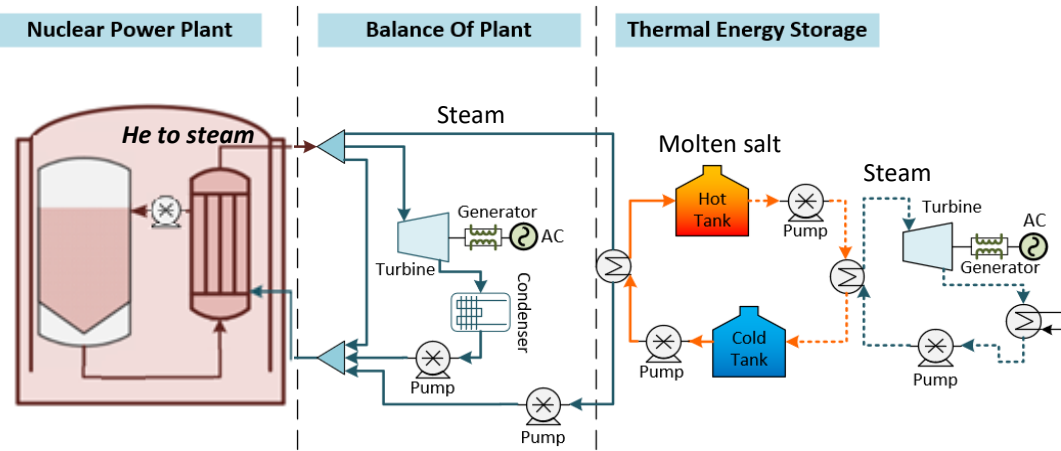 Nuclear Power Plant
Balance Of Plant
Thermal Energy Storage
He to steam
Steam
Generator
AC
Turbine
Condenser
Pump
Pump
Molten salt
Hot
Tank
Pump
Cold
Tank
Pump
Steam
Turbine
AC
Generator
Pump